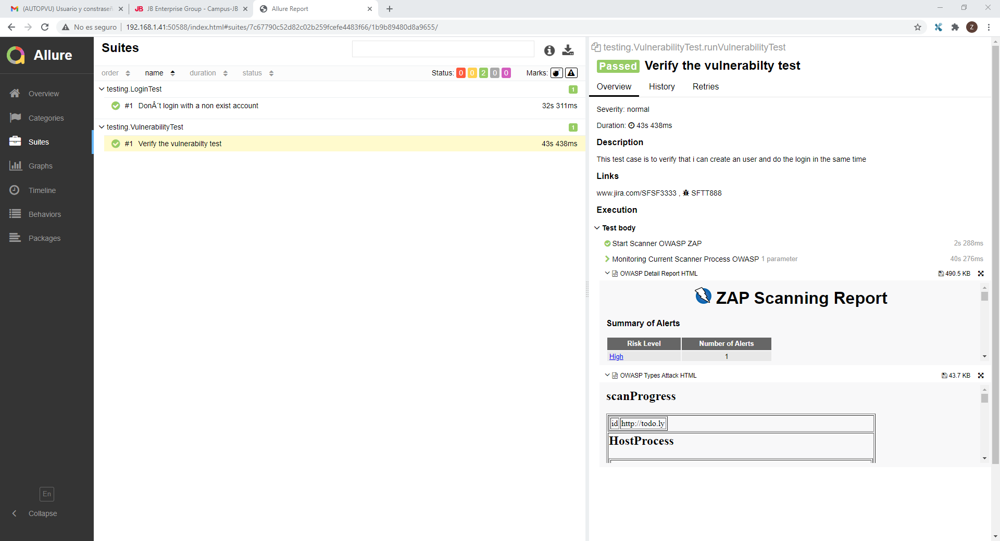 (AUTOPVU) Usuario y constraseñ
JB Enterprise Group - Campus-JB
Allure Report
No es seguro
192.168.1.41:50588/index.html#suites/7c67790c52d82c02b259fcefe4483f66/1b9b89480d8a9655/
Z
Allure
Overview
Categories
Suites
Graphs
Timeline
Behaviors
Packages
En
Collapse
Suites
order name duration status
Status: 0 0 2 0 0 Marks:
testing.LoginTest 1
#1 DonÂ´t login with a non exist account 32s 311ms
testing.VulnerabilityTest 1
#1 Verify the vulnerabilty test 43s 438ms
testing.VulnerabilityTest.runVulnerabilityTest
Passed Verify the vulnerabilty test
Overview History Retries
Severity: normal
Duration: 43s 438ms
Description
This test case is to verify that i can create an user and do the login in the same time
Links
www.jira.com/SFSF3333 , SFTT888
Execution
Test body
Start Scanner OWASP ZAP 2s 288ms
Monitoring Current Scanner Process OWASP 1 parameter 40s 276ms
OWASP Detail Report HTML 490.5 KB
ZAP Scanning Report
Summary of Alerts
Risk Level Number of Alerts
High 1
OWASP Types Attack HTML 43.7 KB
scanProgress
id http://todo.ly
HostProcess